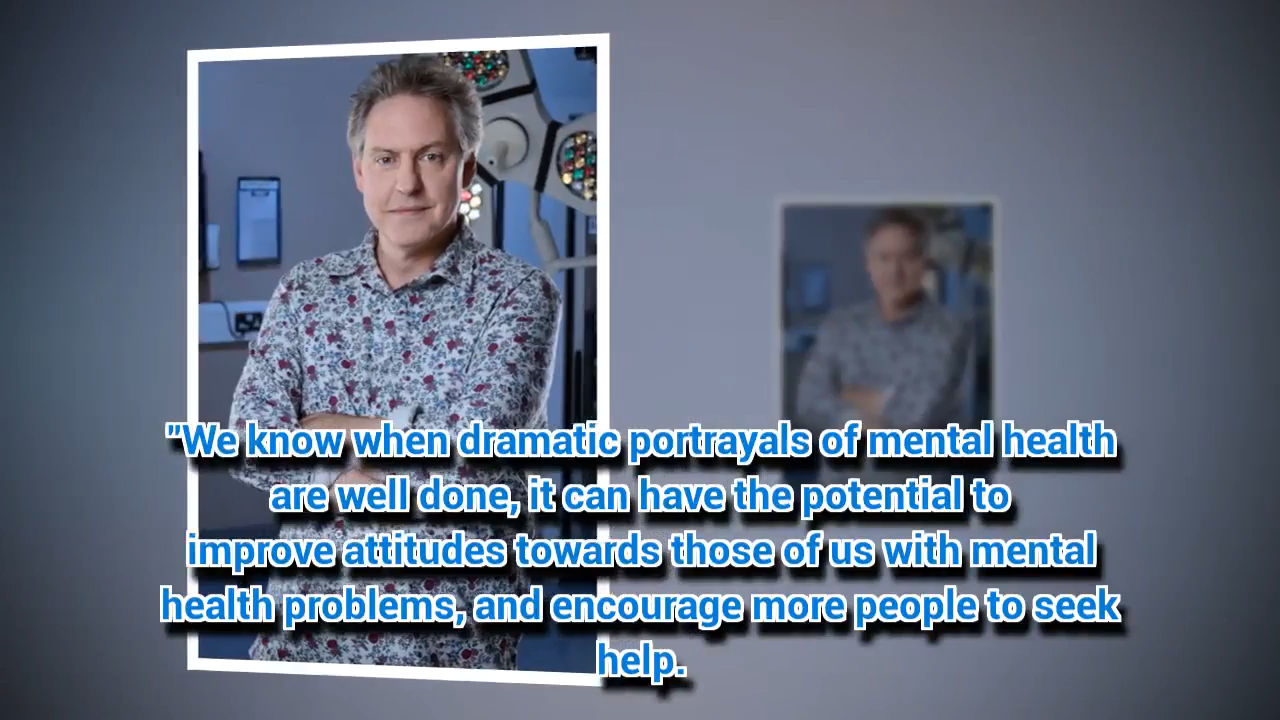 "We know when dramatic portrayals of mental health
are well done, it can have the potential to
improve attitudes towards those of us with mental
health problems, and encourage more people to seek
help.